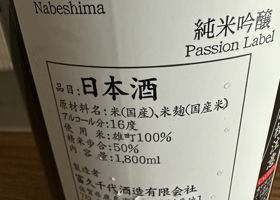 Nabeshima
純米吟醸
Passion Label
品目：日本酒
原材料名：米(国産)、米麹(国産米)
アルコール分：16度
使用米：雄町100%
精米歩合：50%
内容量：1,800ml
製造者
富久千代酒造有限会社